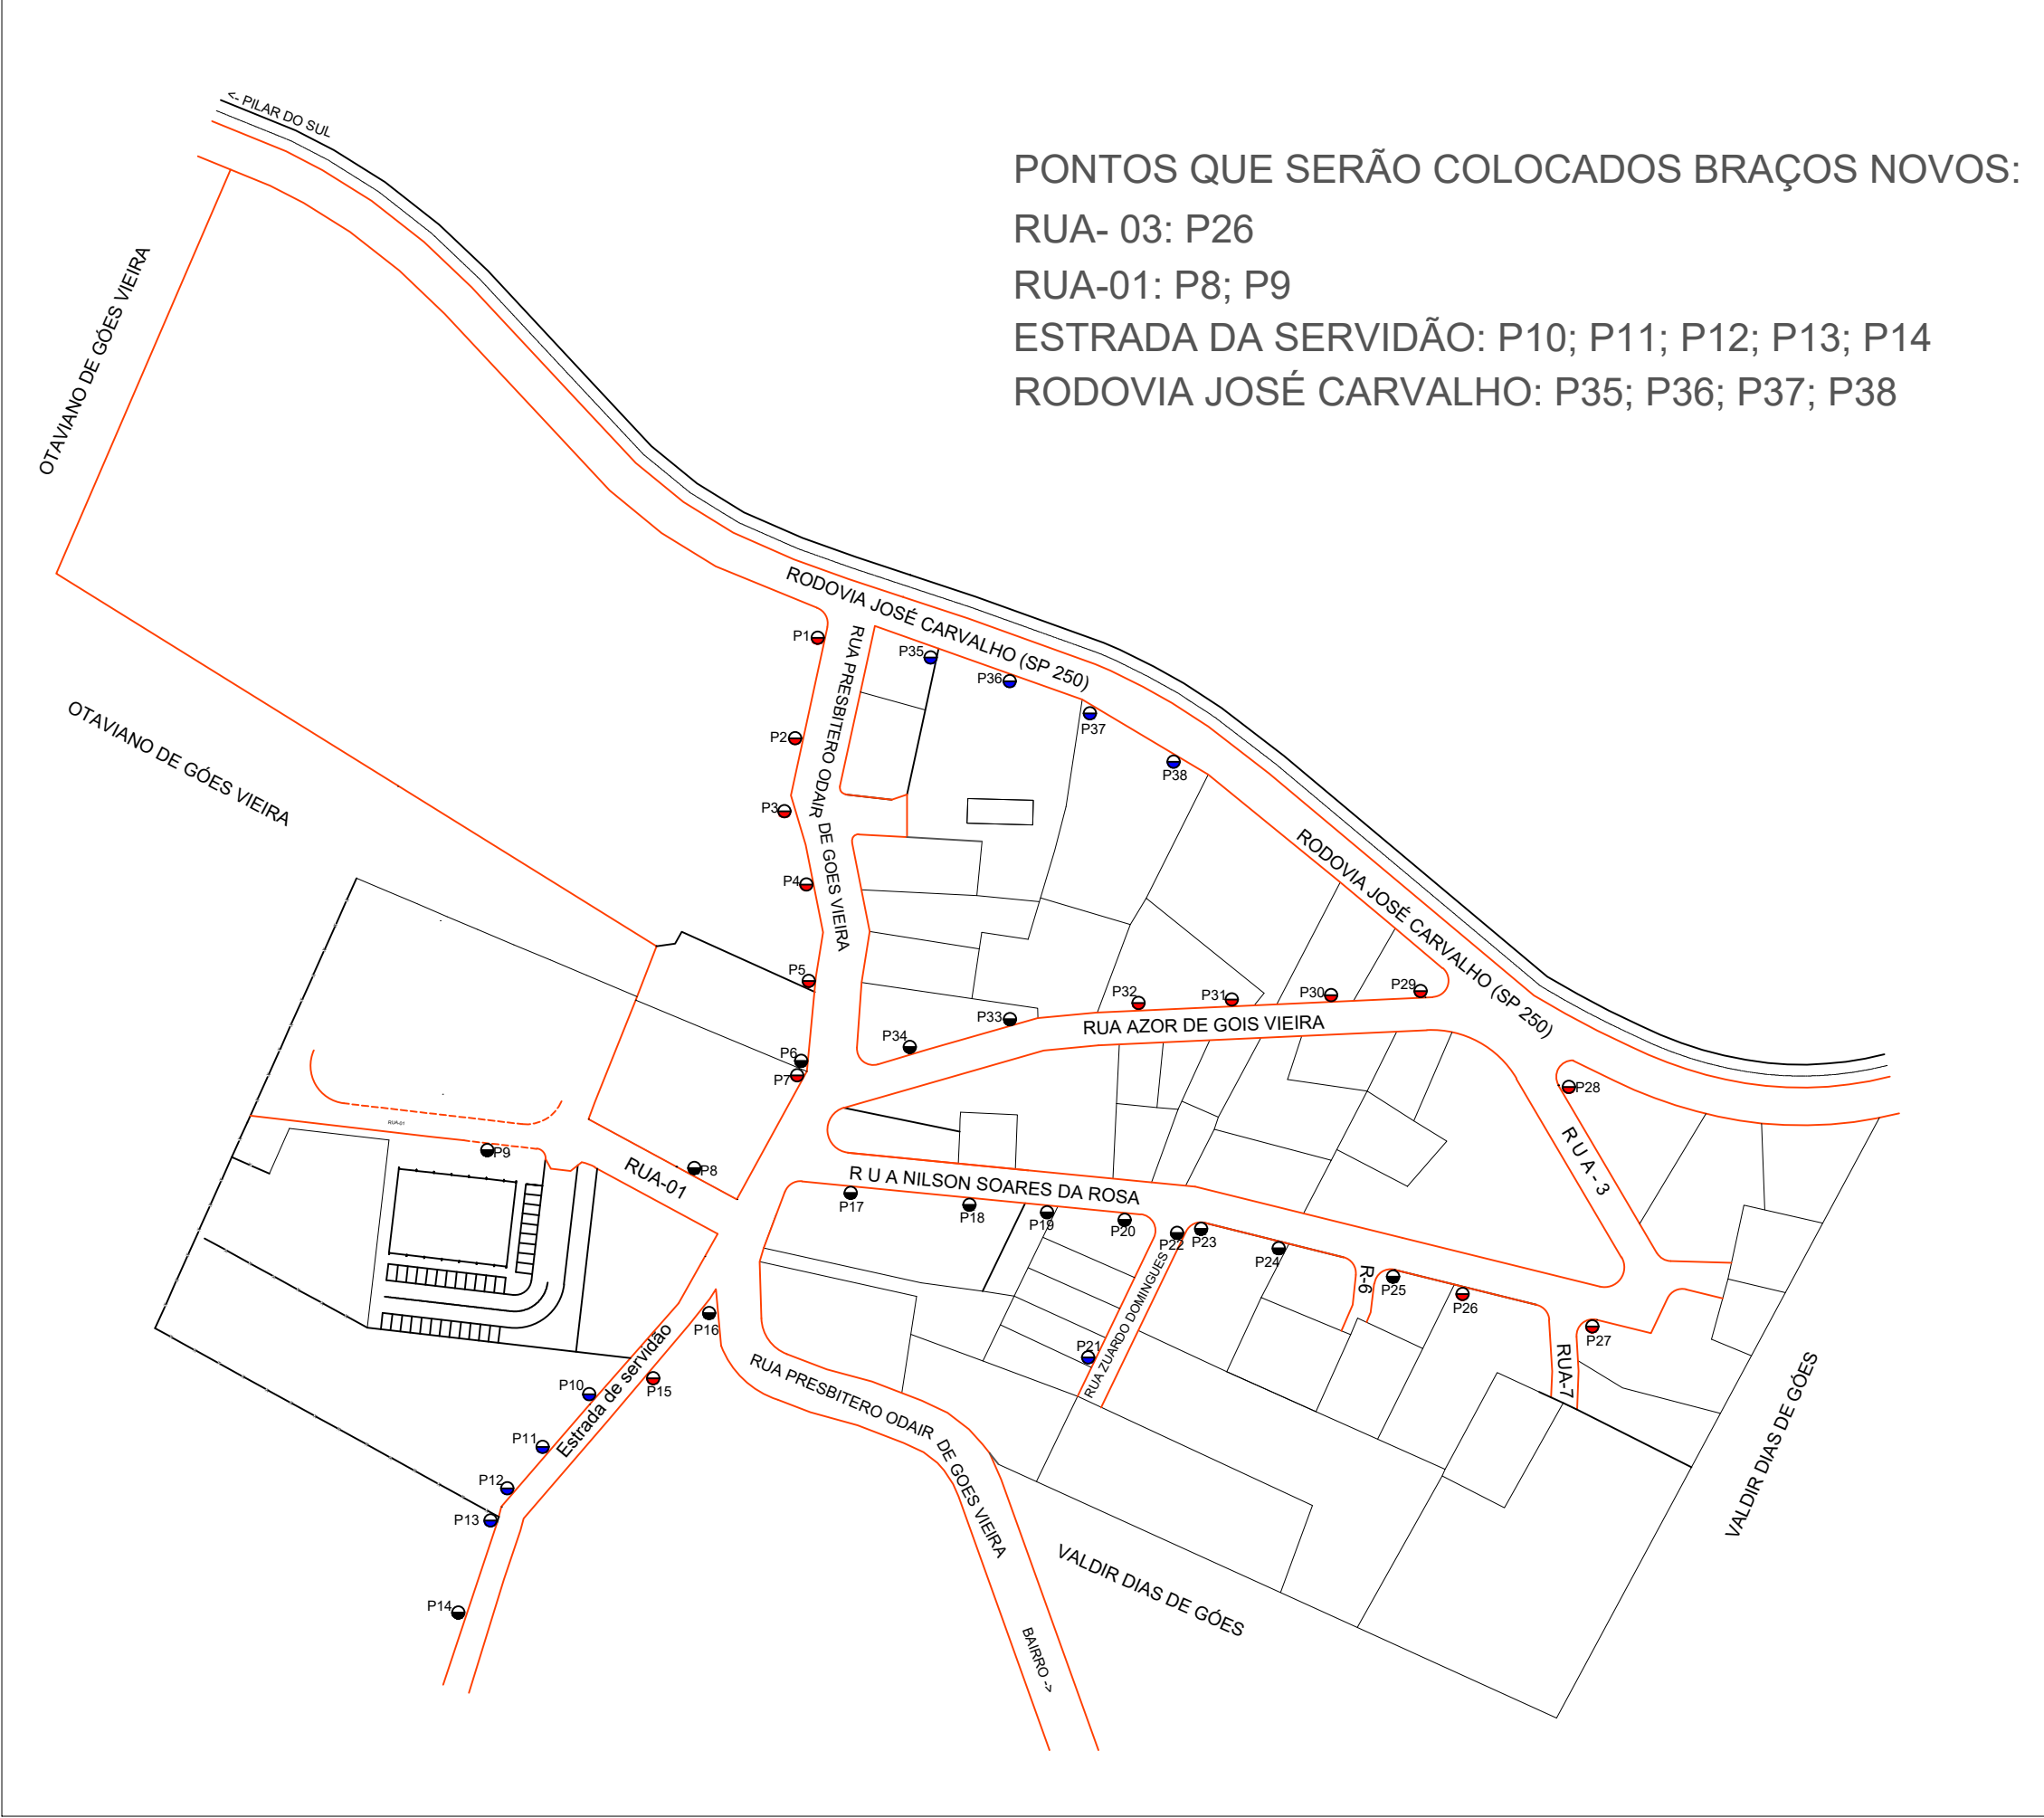 <- PILAR DO SUL
PONTOS QUE SERÃO COLOCADOS BRAÇOS NOVOS:
RUA- 03: P26
RUA-01: P8; P9
ESTRADA DA SERVIDÃO: P10; P11; P12; P13; P14
RODOVIA JOSÉ CARVALHO: P35; P36; P37; P38
OTAVIANO DE GÓES VIEIRA
OTAVIANO DE GÓES VIEIRA
RODOVIA JOSÉ CARVALHO (SP 250)
P1
P35
P36
P37
P38
P2
P3
P4
P5
RUA PRESBITERO ODAIR DE GOES VIEIRA
RODOVIA JOSÉ CARVALHO (SP 250)
P32
P31
P30
P29
P33
P34
RUA AZOR DE GOIS VIEIRA
P6
P7
P28
RUA-01
P9
RUA-01
P8
R U A - 3
R U A NILSON SOARES DA ROSA
P17
P18
P19
P20
P22
P23
P24
R-6
P25
P26
P27
RUA-7
P16
P21
RUA ZUARDO DOMINGUES
P15
P10
P11
P12
P13
P14
Estrada de servidão
RUA PRESBITERO ODAIR DE GOES VIEIRA
BAIRRO ->
VALDIR DIAS DE GÓES
VALDIR DIAS DE GÓES